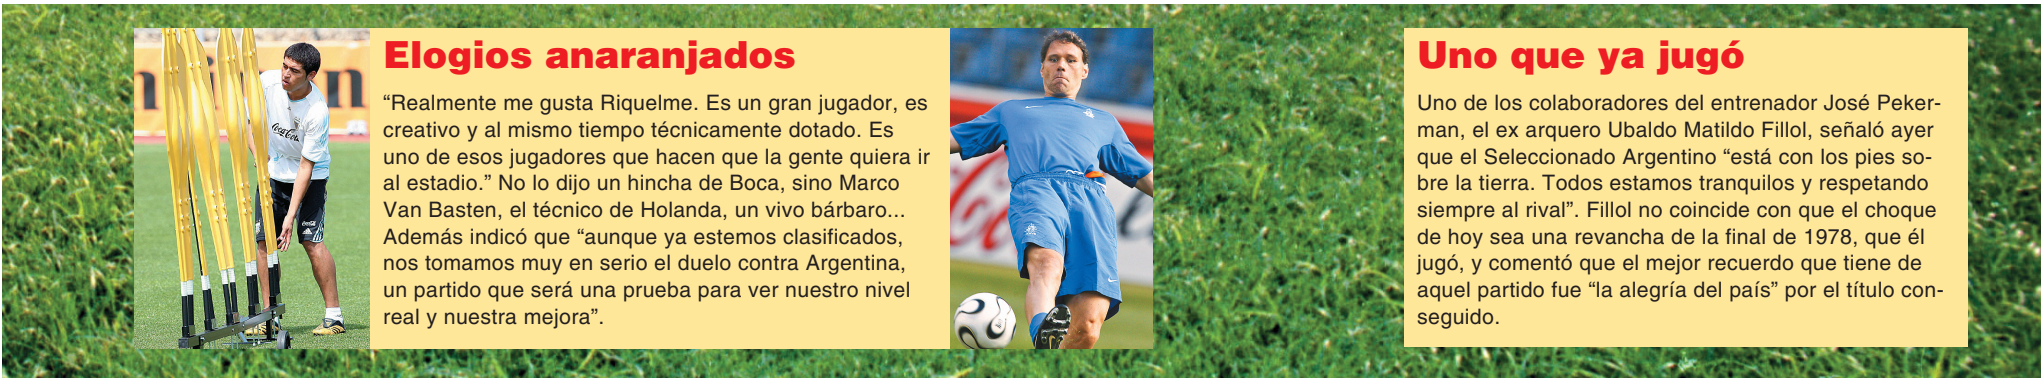 Elogios anaranjados
“Realmente me gusta Riquelme. Es un gran jugador, es
creativo y al mismo tiempo técnicamente dotado. Es
uno de esos jugadores que hacen que la gente quiera ir
al estadio.” No lo dijo un hincha de Boca, sino Marco
Van Basten, el técnico de Holanda, un vivo bárbaro...
Además indicó que “aunque ya estemos clasificados,
nos tomamos muy en serio el duelo contra Argentina,
un partido que será una prueba para ver nuestro nivel
real y nuestra mejora”.
Uno que ya jugó
Uno de los colaboradores del entrenador José Peker-
man, el ex arquero Ubaldo Matildo Fillol, señaló ayer
que el Seleccionado Argentino “está con los pies so-
bre la tierra. Todos estamos tranquilos y respetando
siempre al rival”. Fillol no coincide con que el choque
de hoy sea una revancha de la final de 1978, que él
jugó, y comentó que el mejor recuerdo que tiene de
aquel partido fue “la alegría del país” por el título con-
seguido.
Coca-Cola